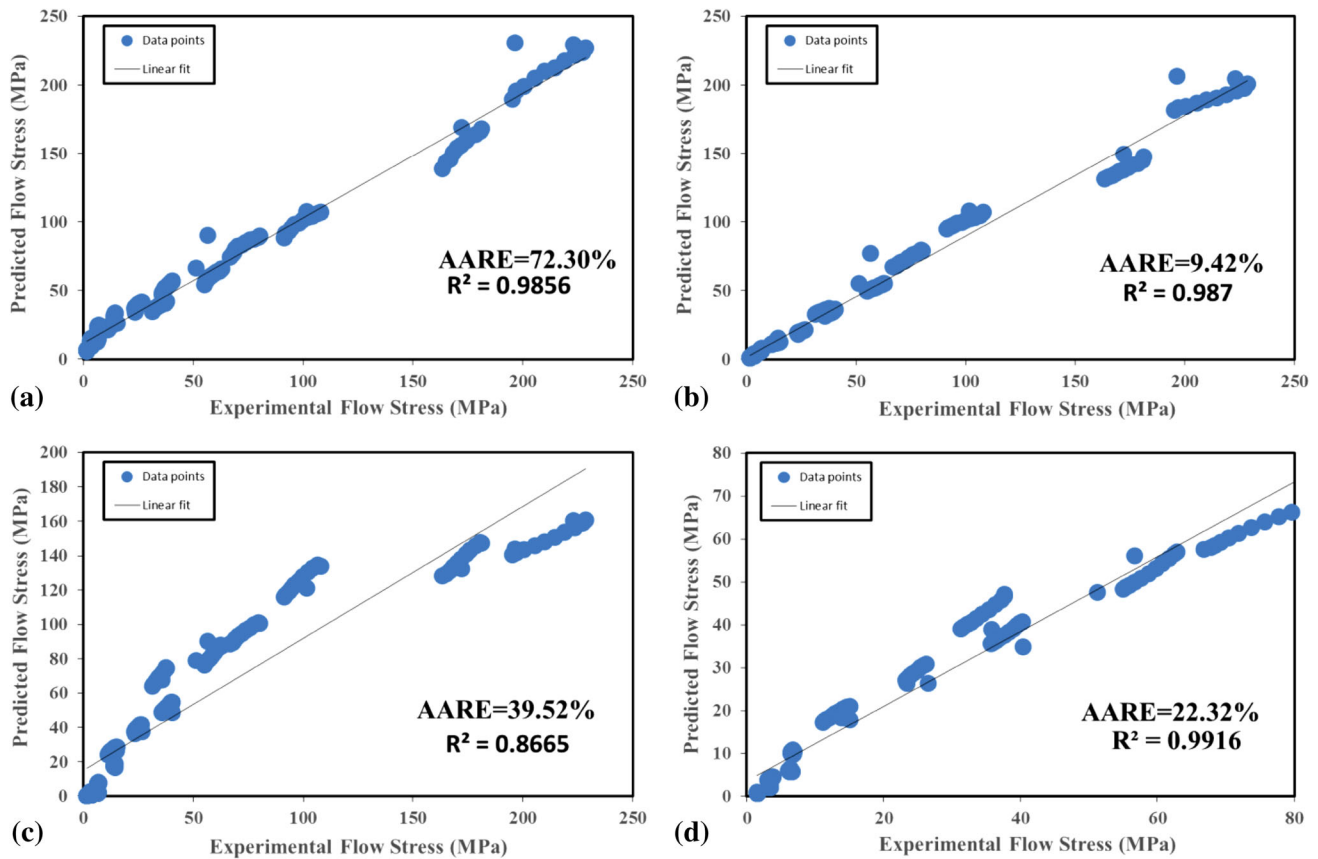 250
200
150
100
50
0
Predicted Flow Stress (MPa)
Data points
Linear fit
AARE=72.30%
R² = 0.9856
0 50 100 150 200 250
(a) Experimental Flow Stress (MPa)
250
200
150
100
50
0
Predicted Flow Stress (MPa)
Data points
Linear fit
AARE=9.42%
R² = 0.987
0 50 100 150 200 250
(b) Experimental Flow Stress (MPa)
200
180
160
140
120
100
80
60
40
20
0
Predicted Flow Stress (MPa)
Data points
Linear fit
AARE=39.52%
R² = 0.8665
0 50 100 150 200 250
(c) Experimental Flow Stress (MPa)
80
70
60
50
40
30
20
10
0
Predicted Flow Stress (MPa)
Data points
Linear fit
AARE=22.32%
R² = 0.9916
0 20 40 60 80
(d) Experimental Flow Stress (MPa)